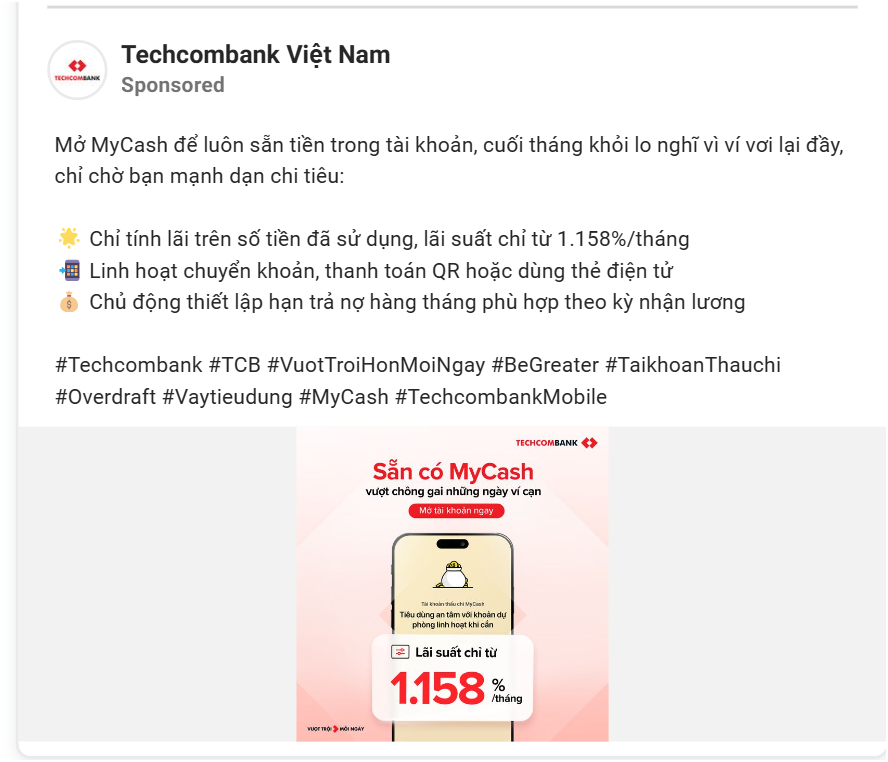 TECHCOMBANK
Techcombank Việt Nam
Sponsored
Mở MyCash để luôn sẵn tiền trong tài khoản, cuối tháng khỏi lo nghĩ vì ví vơi lại đầy,
chỉ chờ bạn mạnh dạn chi tiêu:
Chỉ tính lãi trên số tiền đã sử dụng, lãi suất chỉ từ 1.158%/tháng
Linh hoạt chuyển khoản, thanh toán QR hoặc dùng thẻ điện tử
Chủ động thiết lập hạn trả nợ hàng tháng phù hợp theo kỳ nhận lương
#Techcombank #TCB #VuotTroiHonMoiNgay #BeGreater #TaikhoanThauchi
#Overdraft #Vaytieudung #MyCash #TechcombankMobile
TECHCOMBANK
Sẵn có MyCash
vượt chông gai những ngày ví cạn
Mở tài khoản ngay
Tài khoản thấu chi MyCash
Tiêu dùng an tâm với khoản dự
phòng linh hoạt khi cần
Lãi suất chỉ từ
1.158 %/tháng
VƯỢT TRỘI MỖI NGÀY